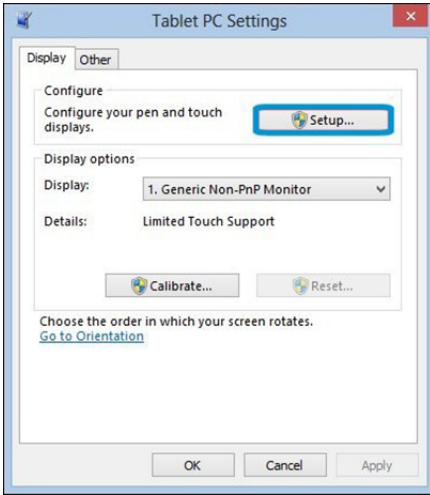 Tablet PC Settings
Display
Other
Configure
Configure your pen and touch
displays.
Setup...
Display options
Display:
1. Generic Non-PnP Monitor
Details:
Limited Touch Support
Calibrate...
Reset...
Choose the order in which your screen rotates.
Go to Orientation
OK
Cancel
Apply